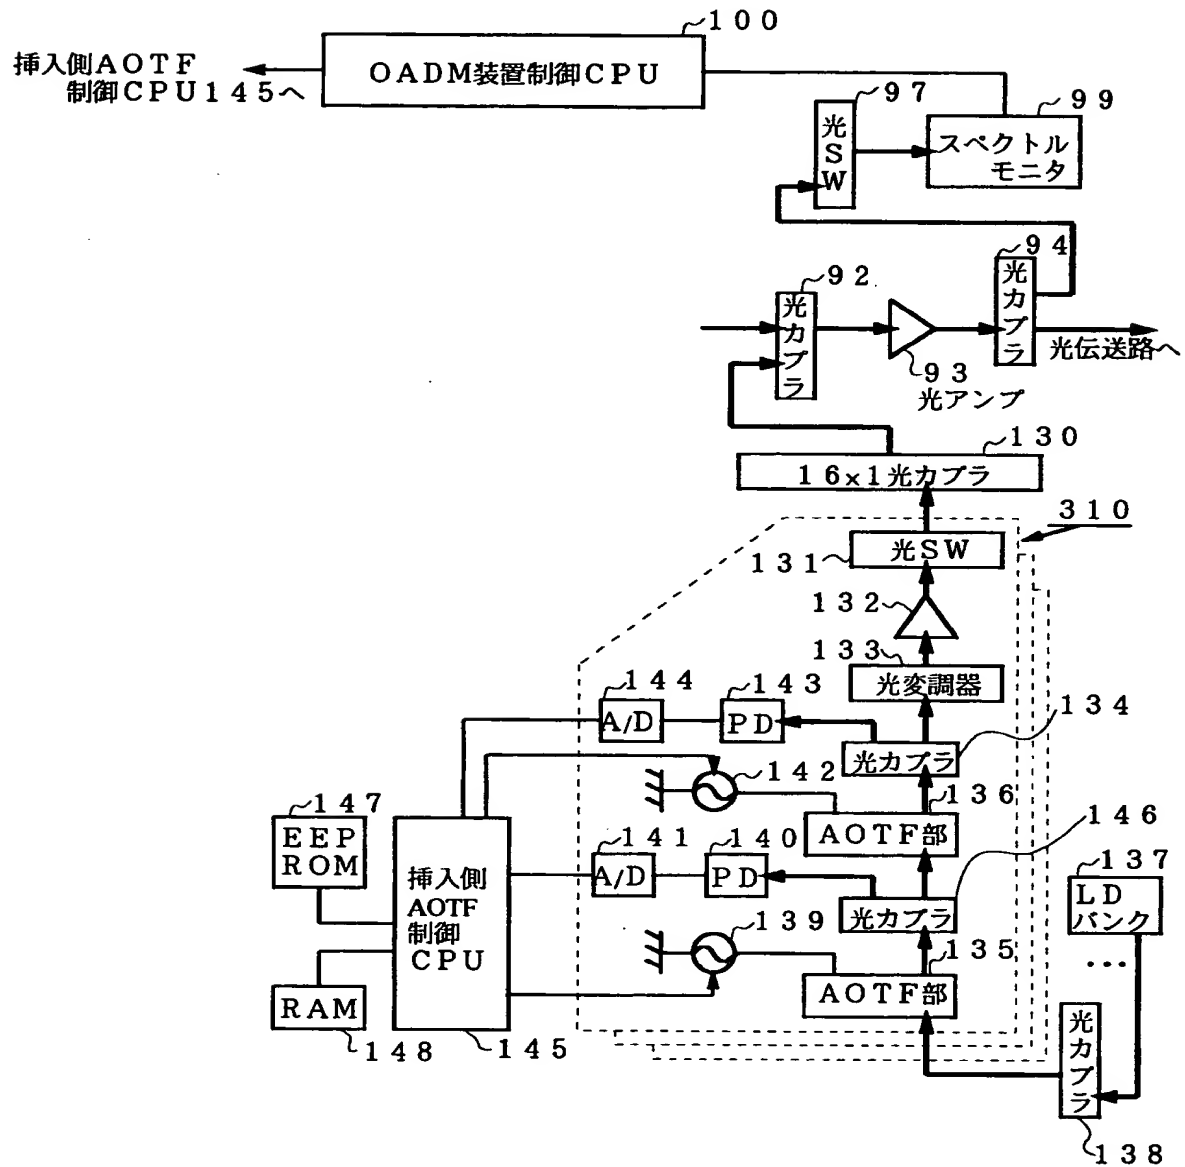 100
挿入側AOTF
制御CPU145へ
OADM装置制御CPU
97
99
光SW
スペクトル
モニタ
94
92
光カプラ
光カプラ
光伝送路へ
93
光アンプ
130
16×1光カプラ
310
光SW
131
132
133
光変調器
144
143
134
A/D
PD
光カプラ
142
136
147
146
EEP
ROM
AOTF部
141
140
137
A/D
PD
LD
バンク
挿入側
AOTF
制御
CPU
光カプラ
139
135
...
AOTF部
RAM
光カプラ
148
145
138